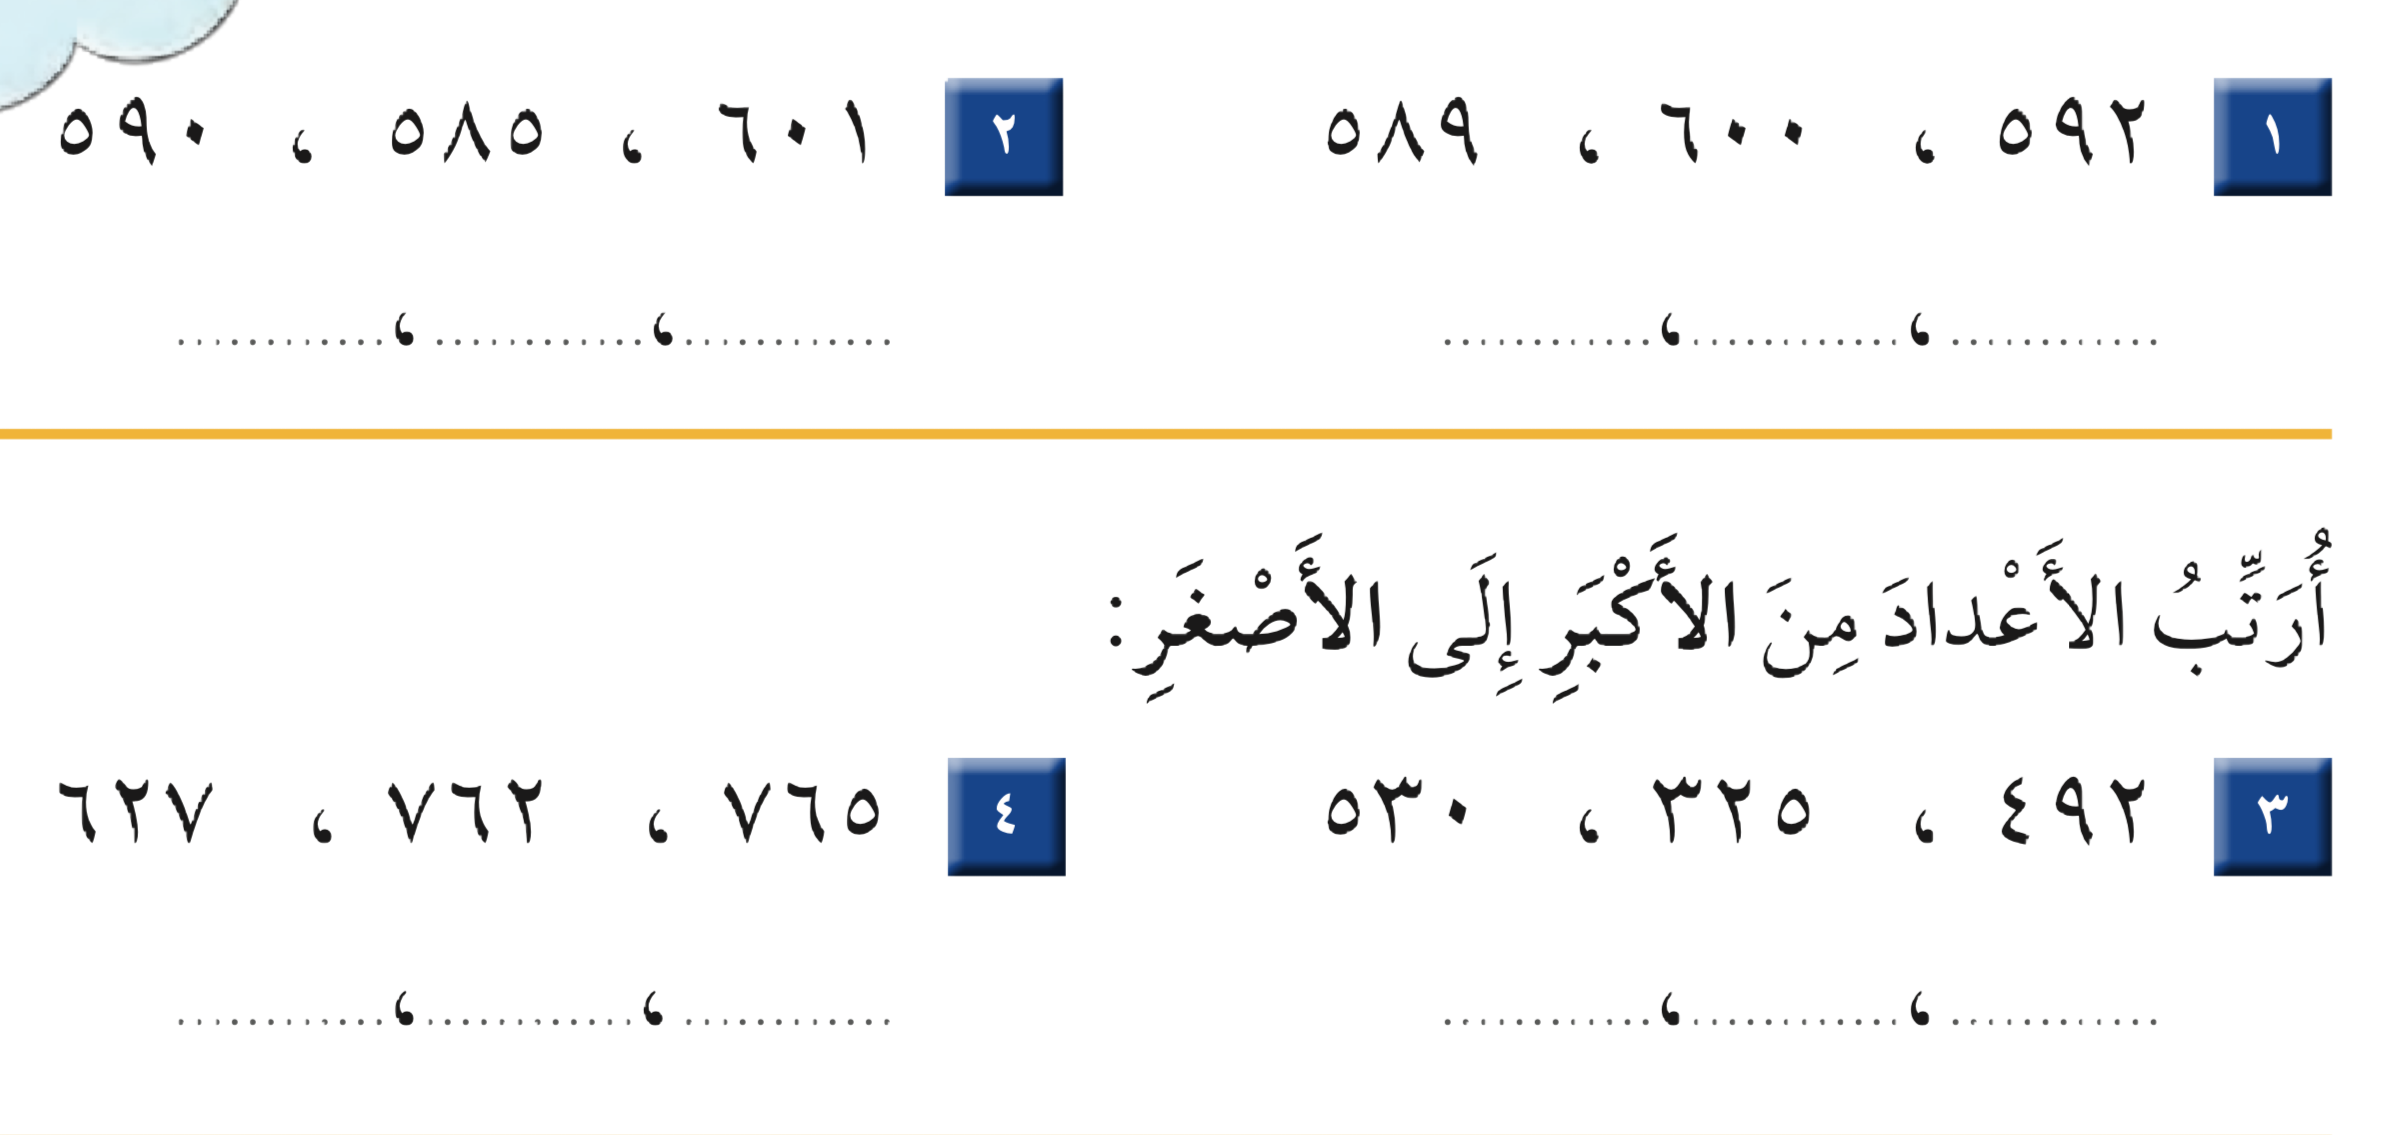 ١ ٥٩٢ ، ٦٠٠ ، ٥٨٩ ٢ ٦٠١ ، ٥٨٥ ، ٥٩٠
............ ، ............ ، ............ ............ ، ............ ، ............
أُرَتِّبُ الأَعْدادَ مِنَ الأَكْبَرِ إِلَى الأَصْغَرِ:
٣ ٤٩٢ ، ٣٢٥ ، ٥٣٠ ٤ ٧٦٥ ، ٧٦٢ ، ٦٢٧
............ ، ............ ، ............ ............ ، ............ ، ............